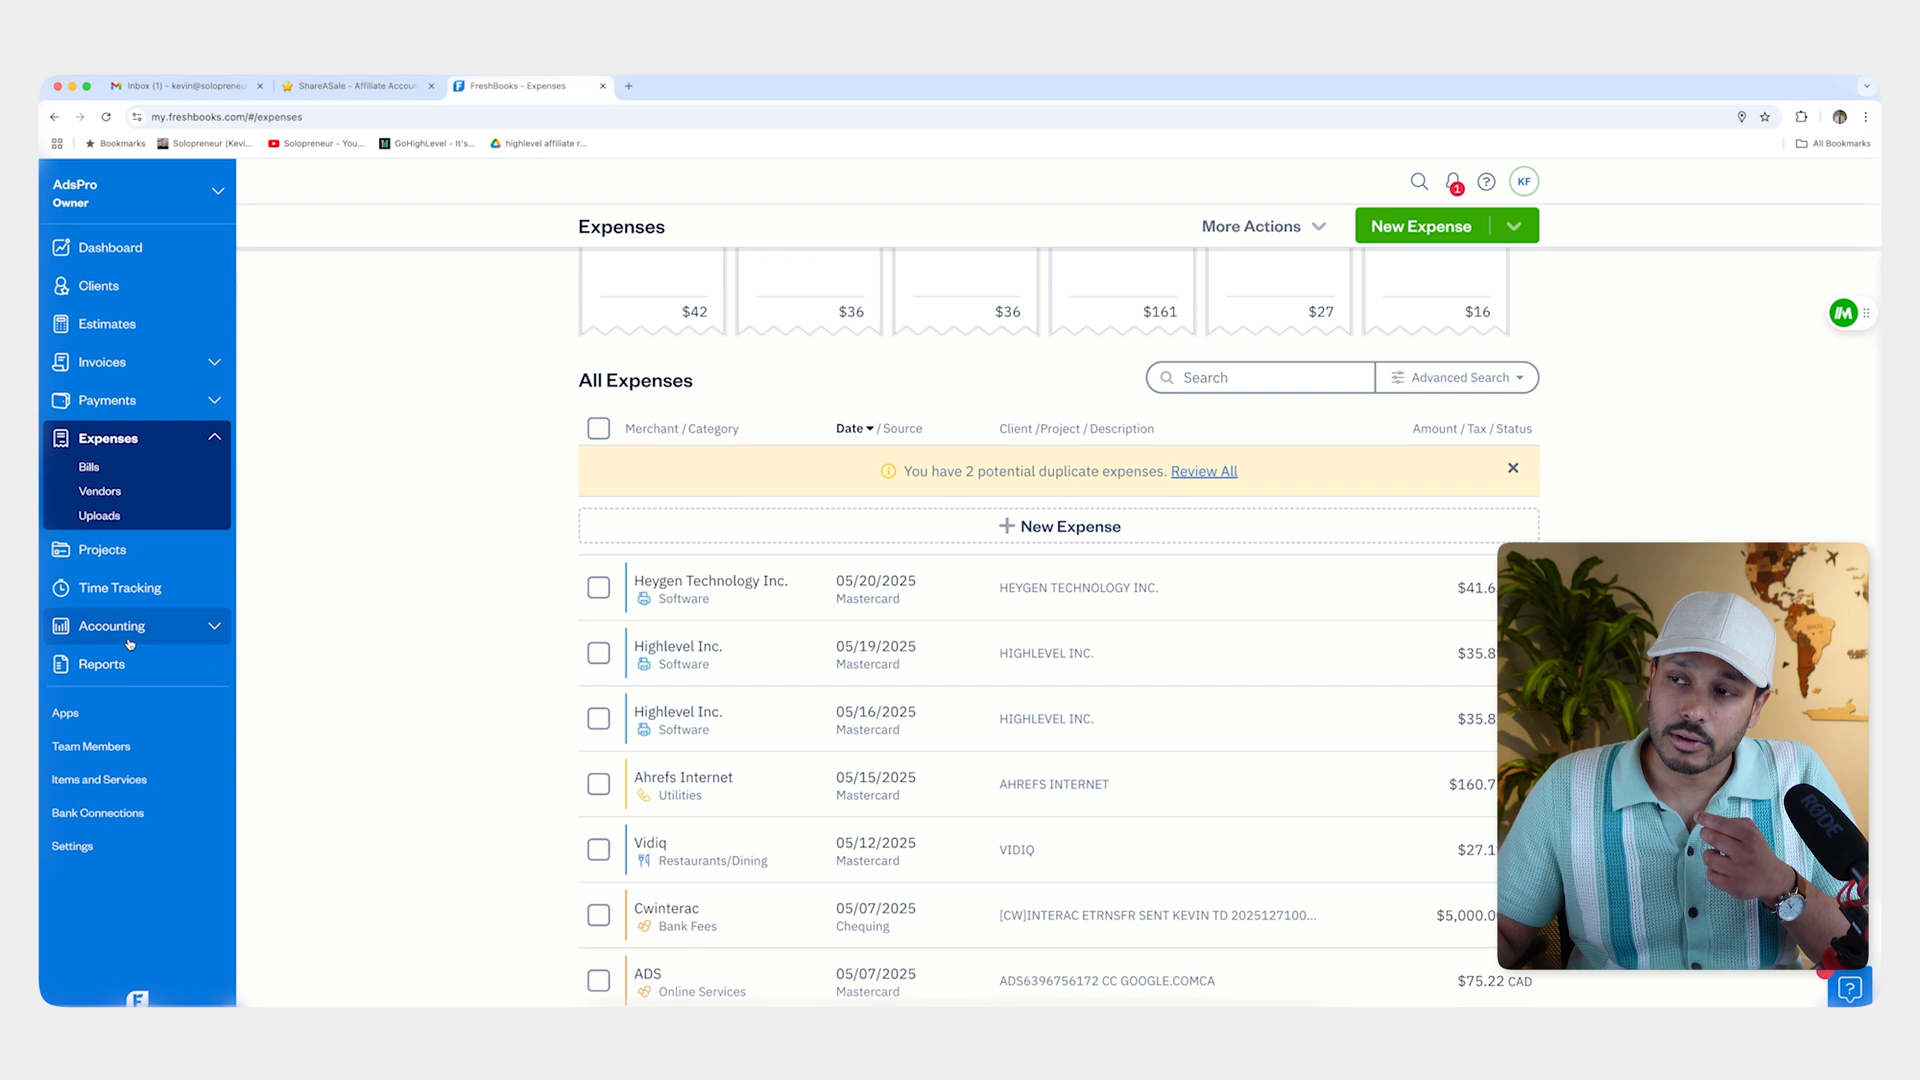 Inbox (1) - kevin@solopreneu
ShareASale - Affiliate Accoun
FreshBooks - Expenses
my.freshbooks.com/#/expenses
Bookmarks
Solopreneur (Kevi...
Solopreneur - You...
GoHighLevel - It's...
highlevel affiliate r...
All Bookmarks
AdsPro
Owner
1
KF
Expenses
More Actions
New Expense
Dashboard
Clients
Estimates
Invoices
Payments
Expenses
Bills
Vendors
Uploads
Projects
Time Tracking
Accounting
Reports
Apps
Team Members
Items and Services
Bank Connections
Settings
$42
$36
$36
$161
$27
$16
All Expenses
Search
Advanced Search
Merchant / Category
Date / Source
Client /Project / Description
Amount / Tax / Status
You have 2 potential duplicate expenses. Review All
New Expense
Heygen Technology Inc.
Software
05/20/2025
Mastercard
HEYGEN TECHNOLOGY INC.
$41.6
Highlevel Inc.
Software
05/19/2025
Mastercard
HIGHLEVEL INC.
$35.8
Highlevel Inc.
Software
05/16/2025
Mastercard
HIGHLEVEL INC.
$35.8
Ahrefs Internet
Utilities
05/15/2025
Mastercard
AHREFS INTERNET
$160.7
Vidiq
Restaurants/Dining
05/12/2025
Mastercard
VIDIQ
$27.1
Cwinterac
Bank Fees
05/07/2025
Chequing
[CW]INTERAC ETRNSFR SENT KEVIN TD 2025127100...
$5,000.0
ADS
Online Services
05/07/2025
Mastercard
ADS6396756172 CC GOOGLE.COMCA
$75.22 CAD
RØDE